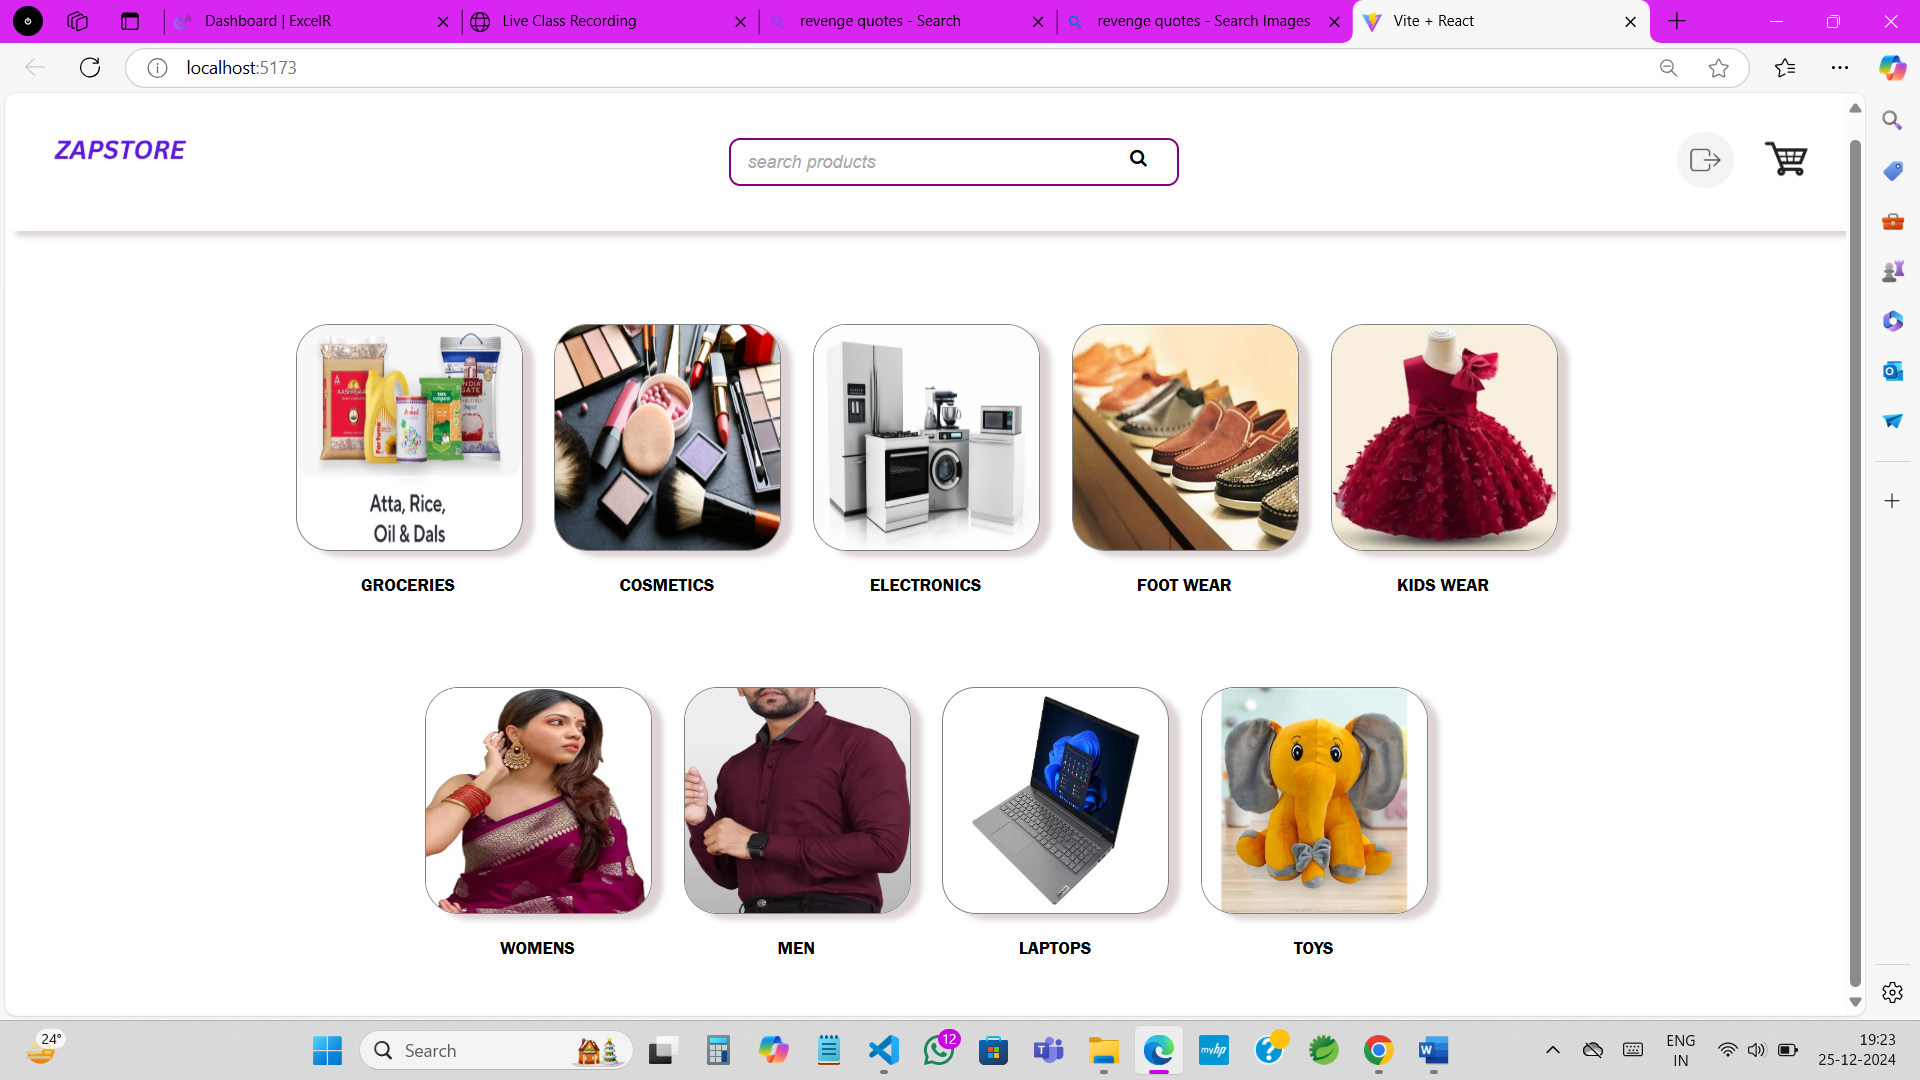 Dashboard | ExcelR
Live Class Recording
revenge quotes - Search
revenge quotes - Search Images
Vite + React
localhost:5173
ZAPSTORE
search products
Atta, Rice,
Oil & Dals
GROCERIES
COSMETICS
ELECTRONICS
FOOT WEAR
KIDS WEAR
WOMENS
MEN
LAPTOPS
TOYS
24°
Search
12
myhp
ENG
IN
19:23
25-12-2024